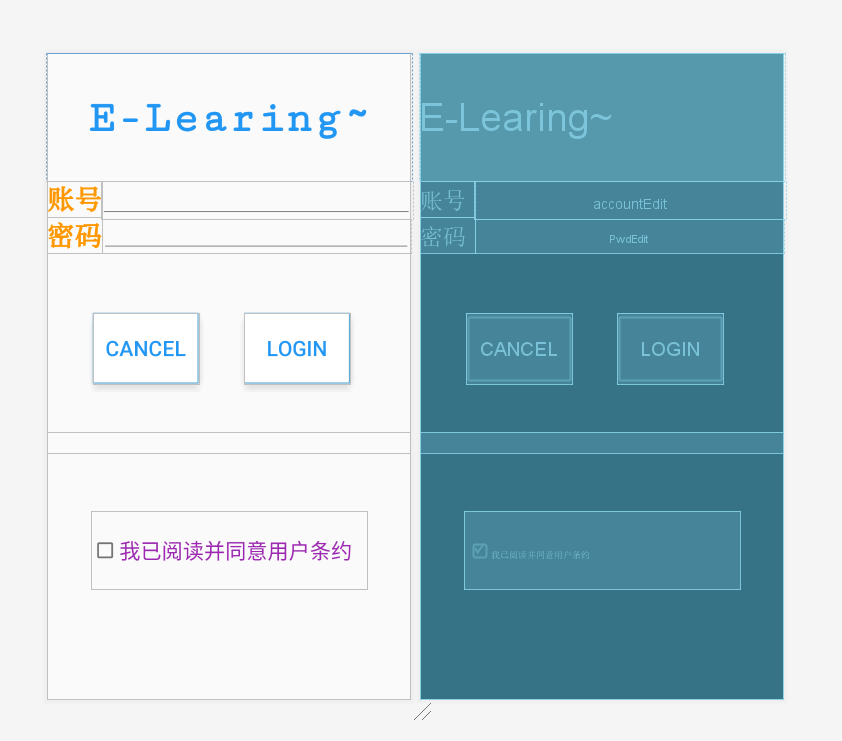 E-Learing~
账号
密码
CANCEL LOGIN
我已阅读并同意用户条约
E-Learing~
账号 accountEdit
密码 PwdEdit
CANCEL LOGIN
我已阅读并同意用户条约